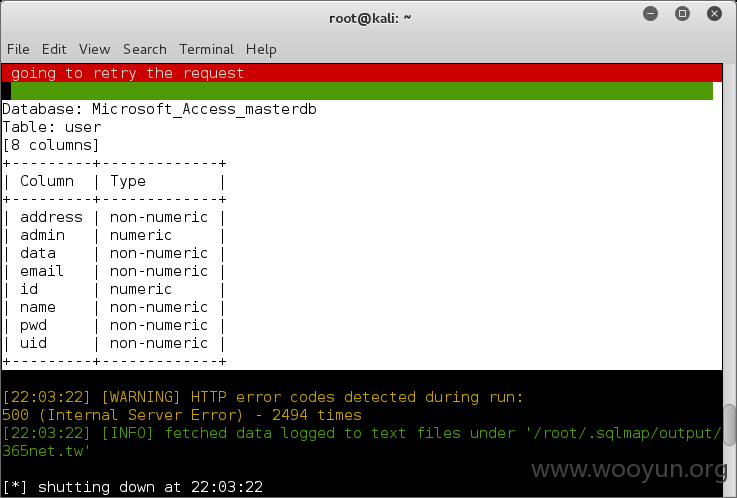 root@kali: ~
File Edit View Search Terminal Help
going to retry the request
Database: Microsoft_Access_masterdb
Table: user
[8 columns]
+---------+-------------+
| Column  | Type        |
+---------+-------------+
| address | non-numeric |
| admin   | numeric     |
| data    | non-numeric |
| email   | non-numeric |
| id      | numeric     |
| name    | non-numeric |
| pwd     | non-numeric |
| uid     | non-numeric |
+---------+-------------+
[22:03:22] [WARNING] HTTP error codes detected during run:
500 (Internal Server Error) - 2494 times
[22:03:22] [INFO] fetched data logged to text files under '/root/.sqlmap/output/
365net.tw'
[*] shutting down at 22:03:22
www.wooyun.org